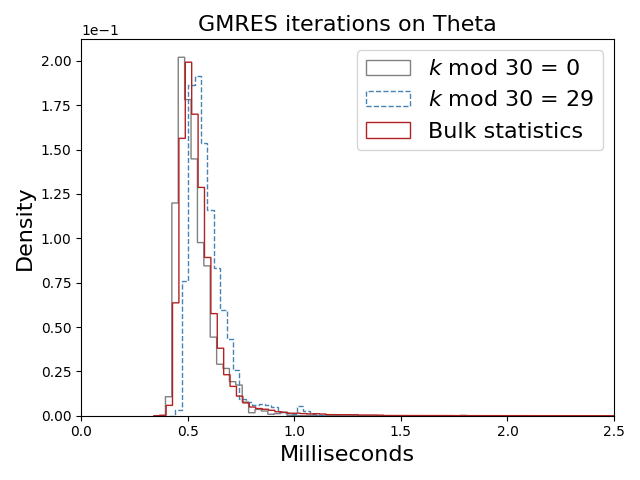 GMRES iterations on Theta
1e−1
k mod 30 = 0
k mod 30 = 29
Bulk statistics
2.00
1.75
1.50
1.25
1.00
0.75
0.50
0.25
0.00
Density
0.0 0.5 1.0 1.5 2.0 2.5
Milliseconds